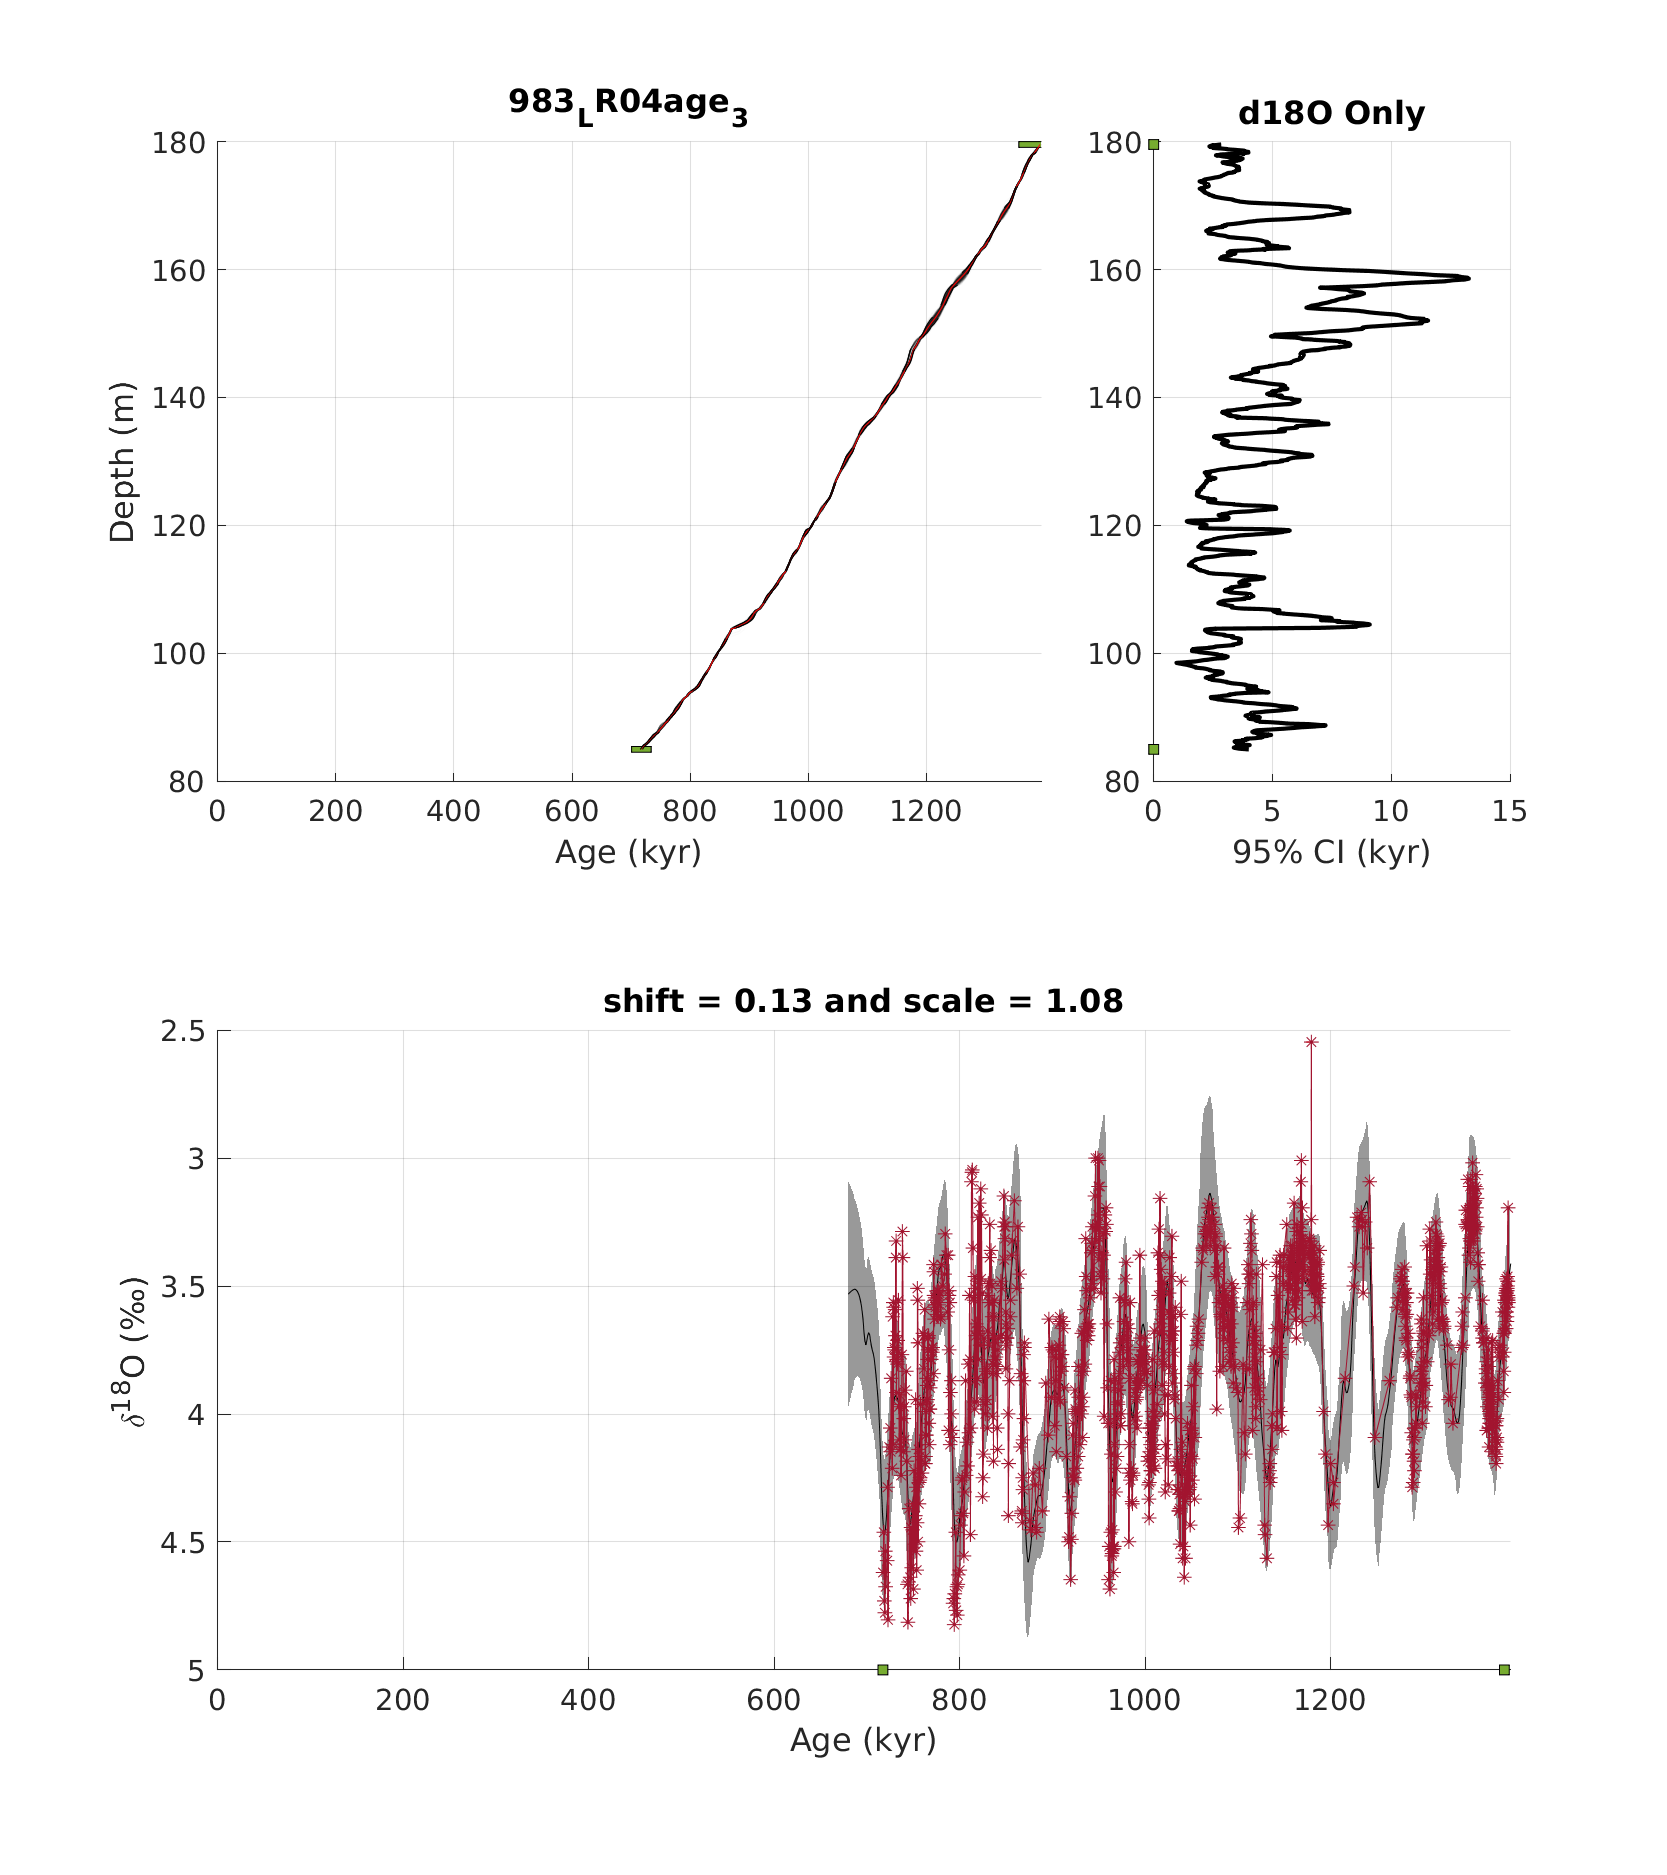 983_LR04age_3
d18O Only
180
160
140
120
100
80
Depth (m)
0 200 400 600 800 1000 1200
Age (kyr)
180
160
140
120
100
80
0 5 10 15
95% CI (kyr)
shift = 0.13 and scale = 1.08
2.5
3
3.5
4
4.5
5
δ¹⁸O (‰)
0 200 400 600 800 1000 1200
Age (kyr)